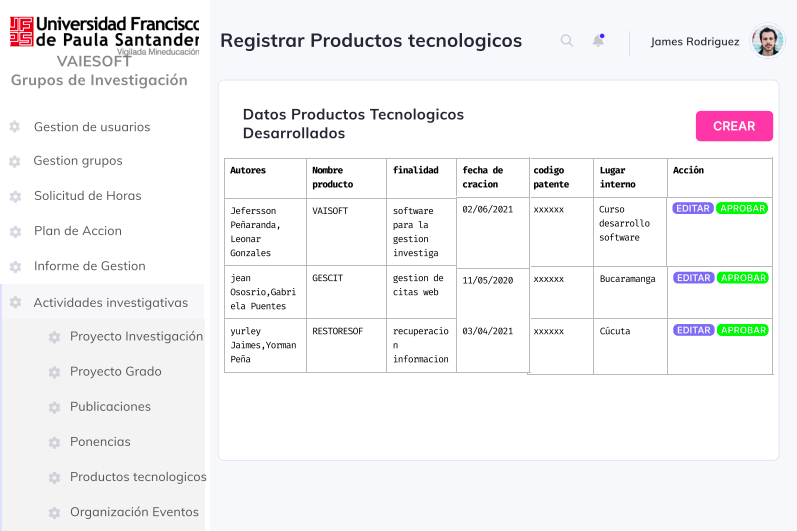 Universidad Francisco
de Paula Santander
Vigilada Mineducación
VAIESOFT
Grupos de Investigación
Gestion de usuarios
Gestion grupos
Solicitud de Horas
Plan de Accion
Informe de Gestion
Actividades investigativas
Proyecto Investigación
Proyecto Grado
Publicaciones
Ponencias
Productos tecnologicos
Organización Eventos
Registrar Productos tecnologicos
James Rodriguez
Datos Productos Tecnologicos
Desarrollados
CREAR
Autores
Nombre
producto
finalidad
fecha de
cracion
codigo
patente
Lugar
interno
Acción
Jefersson
Peñaranda,
Leonar
Gonzales
VAISOFT
software
para la
gestion
investiga
02/06/2021
xxxxxx
Curso
desarrollo
software
EDITAR APROBAR
jean
Ososrio,Gabri
ela Puentes
GESCIT
gestion de
citas web
11/05/2020
xxxxxx
Bucaramanga
EDITAR APROBAR
yurley
Jaimes,Yorman
Peña
RESTORESOF
recuperacio
n
informacion
03/04/2021
xxxxxx
Cúcuta
EDITAR APROBAR